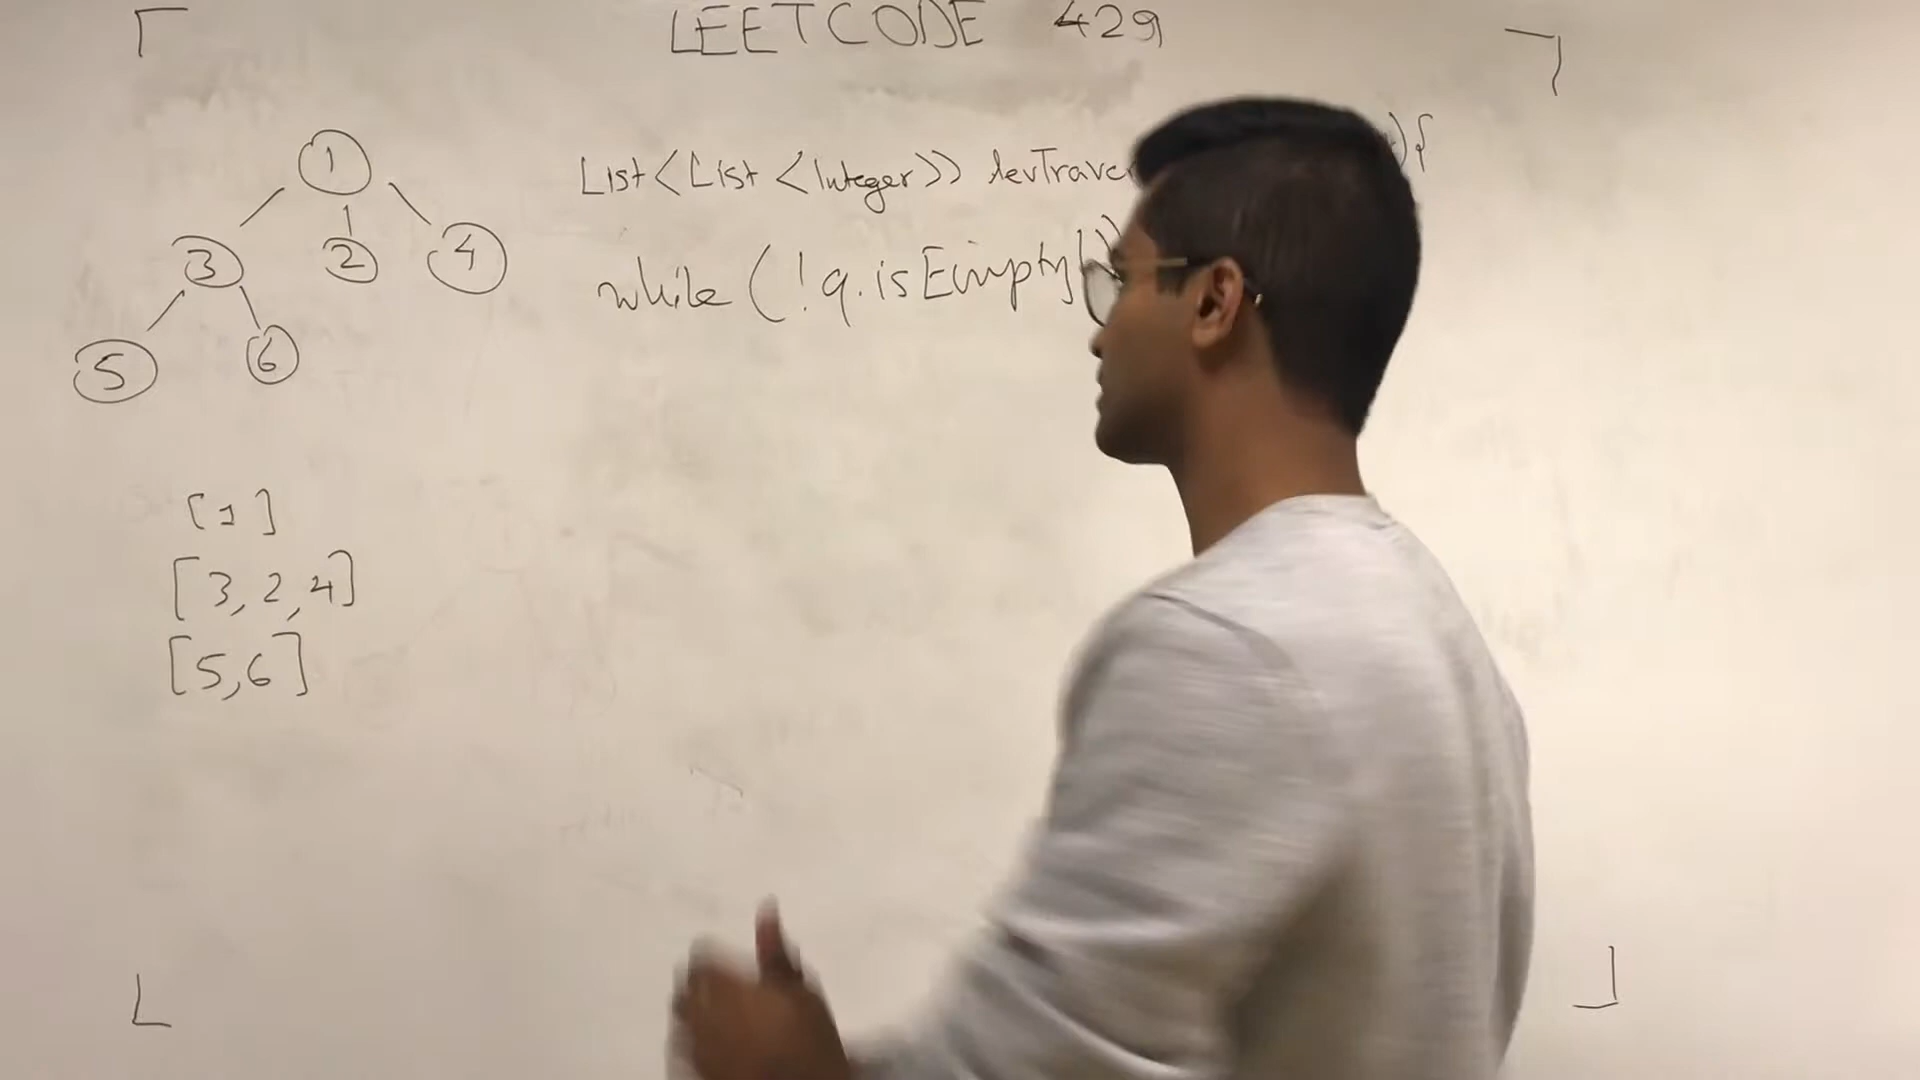 LEETCODE 429
1
3 2 4
5 6
List<List<Integer>> levTraver
){
while (!q.isEmpty())
[1]
[3,2,4]
[5,6]